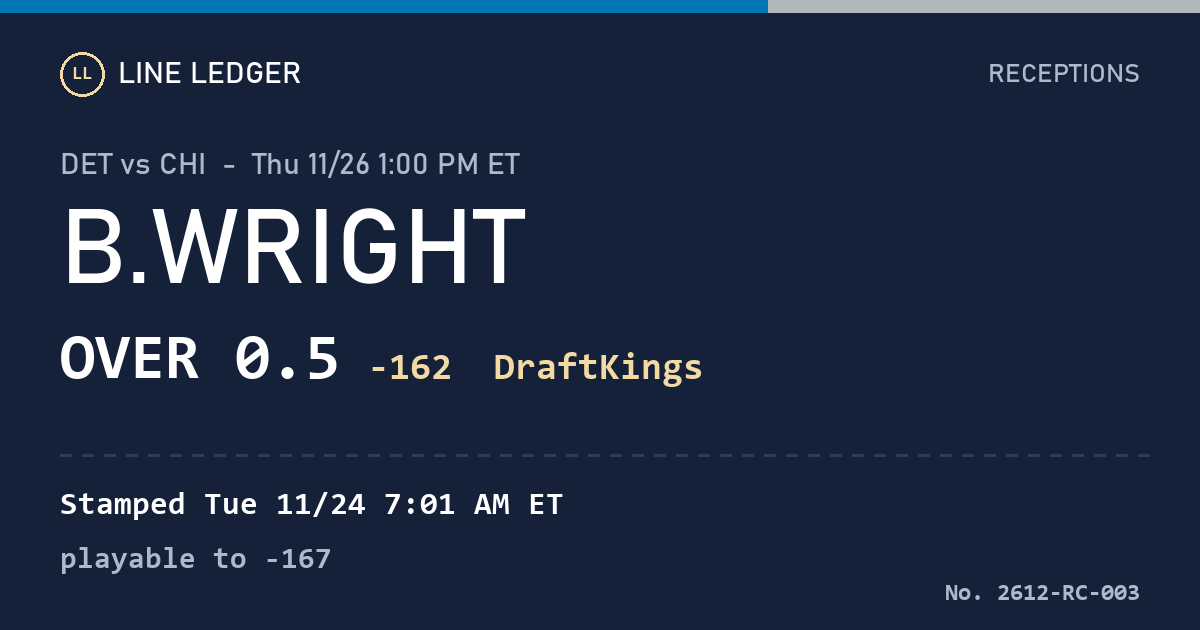 LL LINE LEDGER
RECEPTIONS
DET vs CHI - Thu 11/26 1:00 PM ET
B.WRIGHT
OVER 0.5 -162 DraftKings
Stamped Tue 11/24 7:01 AM ET
playable to -167
No. 2612-RC-003